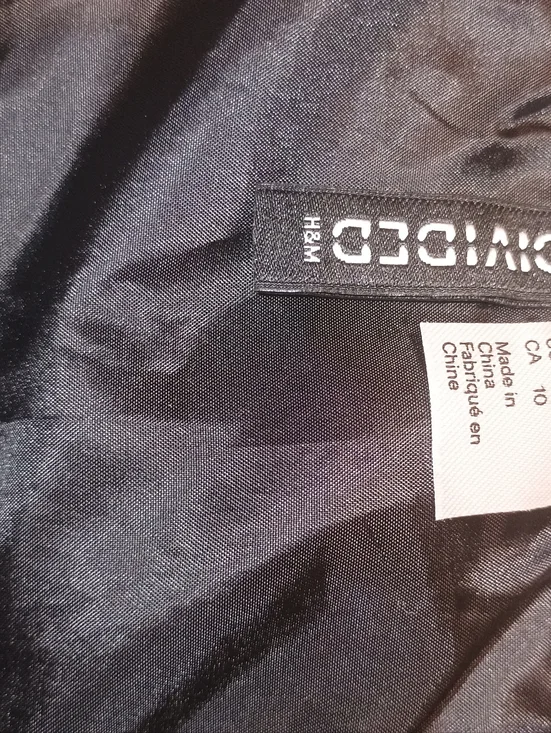 DIVIDED
H&M
CA 10
Made in
China
Fabriqué en
Chine